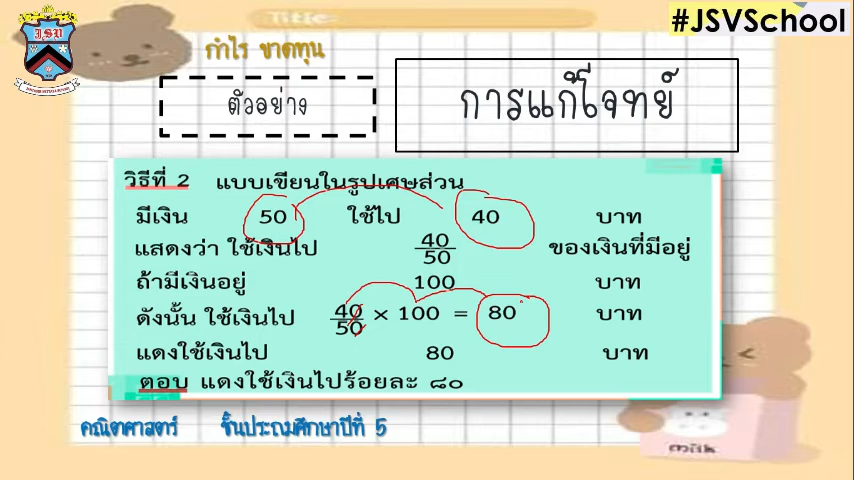 Title:
#JSVSchool
JSV
กำไร ขาดทุน
ตัวอย่าง
การแก้โจทย์
วิธีที่ 2 แบบเขียนในรูปเศษส่วน
มีเงิน 50 ใช้ไป 40 บาท
แสดงว่า ใช้เงินไป 40/50 ของเงินที่มีอยู่
ถ้ามีเงินอยู่ 100 บาท
ดังนั้น ใช้เงินไป 40/50 × 100 = 80 บาท
แดงใช้เงินไป 80 บาท
ตอบ แดงใช้เงินไปร้อยละ ๘๐
คณิตศาสตร์ ชั้นประถมศึกษาปีที่ 5
milk